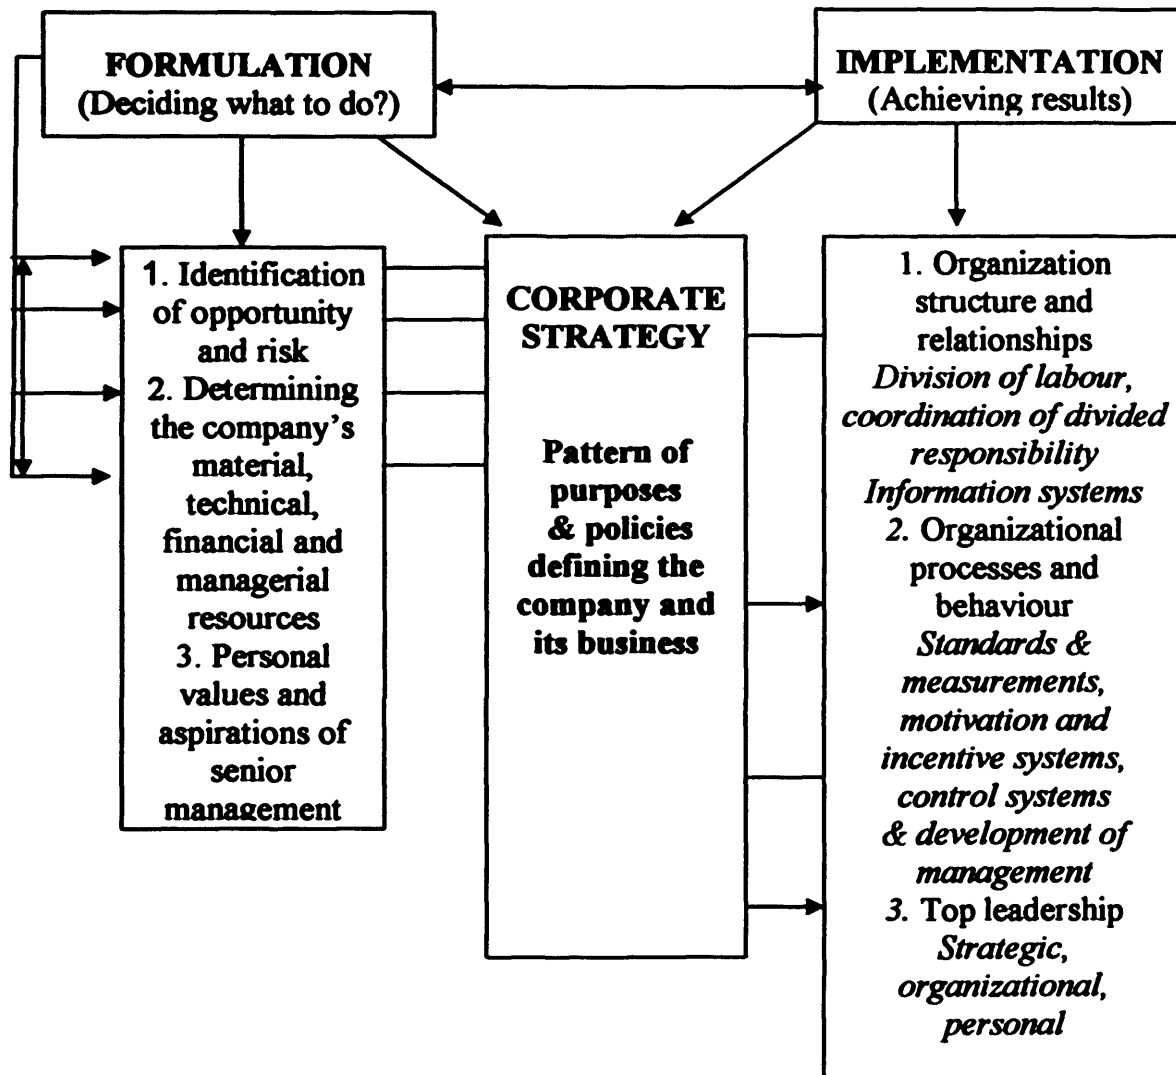 FORMULATION
(Deciding what to do?)
IMPLEMENTATION
(Achieving results)
1. Identification
of opportunity
and risk
2. Determining
the company's
material,
technical,
financial and
managerial
resources
3. Personal
values and
aspirations of
senior
management
CORPORATE
STRATEGY
Pattern of
purposes
& policies
defining the
company and
its business
1. Organization
structure and
relationships
Division of labour,
coordination of divided
responsibility
Information systems
2. Organizational
processes and
behaviour
Standards &
measurements,
motivation and
incentive systems,
control systems
& development of
management
3. Top leadership
Strategic,
organizational,
personal